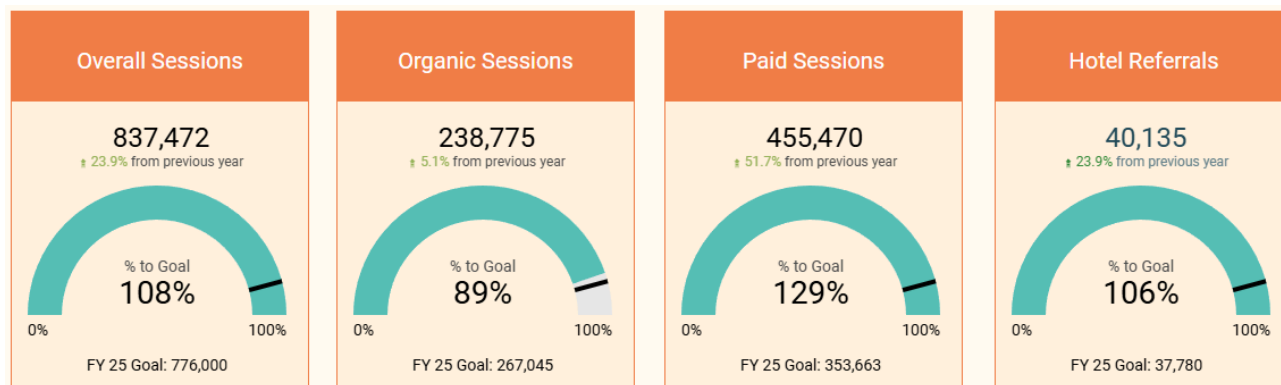 Overall Sessions
837,472
23.9% from previous year
% to Goal
108%
0% 100%
FY 25 Goal: 776,000
Organic Sessions
238,775
5.1% from previous year
% to Goal
89%
0% 100%
FY 25 Goal: 267,045
Paid Sessions
455,470
51.7% from previous year
% to Goal
129%
0% 100%
FY 25 Goal: 353,663
Hotel Referrals
40,135
23.9% from previous year
% to Goal
106%
0% 100%
FY 25 Goal: 37,780